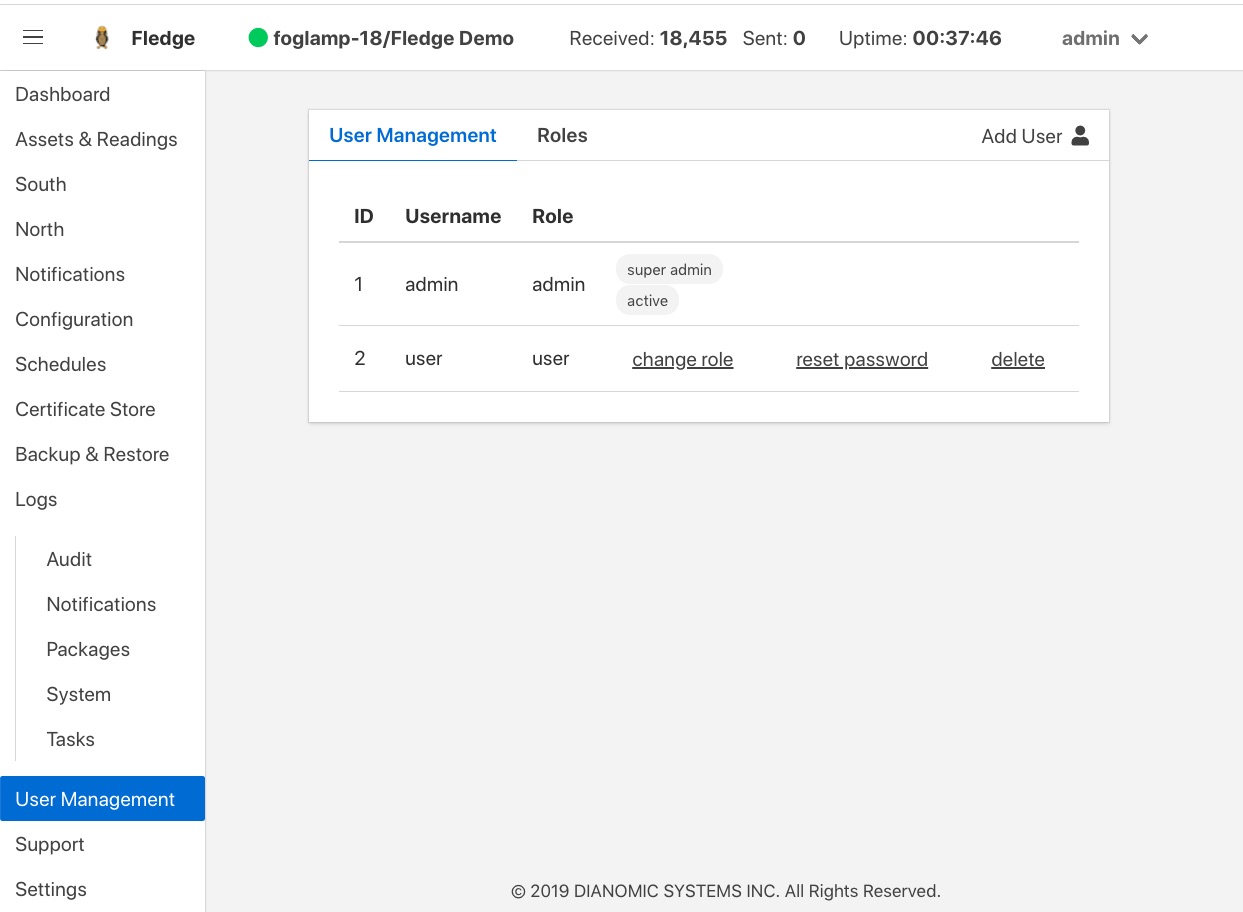 Fledge
foglamp-18/Fledge Demo
Received: 18,455 Sent: 0
Uptime: 00:37:46
admin
Dashboard
Assets & Readings
South
North
Notifications
Configuration
Schedules
Certificate Store
Backup & Restore
Logs
Audit
Notifications
Packages
System
Tasks
User Management
Support
Settings
User Management Roles Add User
ID Username Role
1 admin admin super admin
active
2 user user change role reset password delete
© 2019 DIANOMIC SYSTEMS INC. All Rights Reserved.